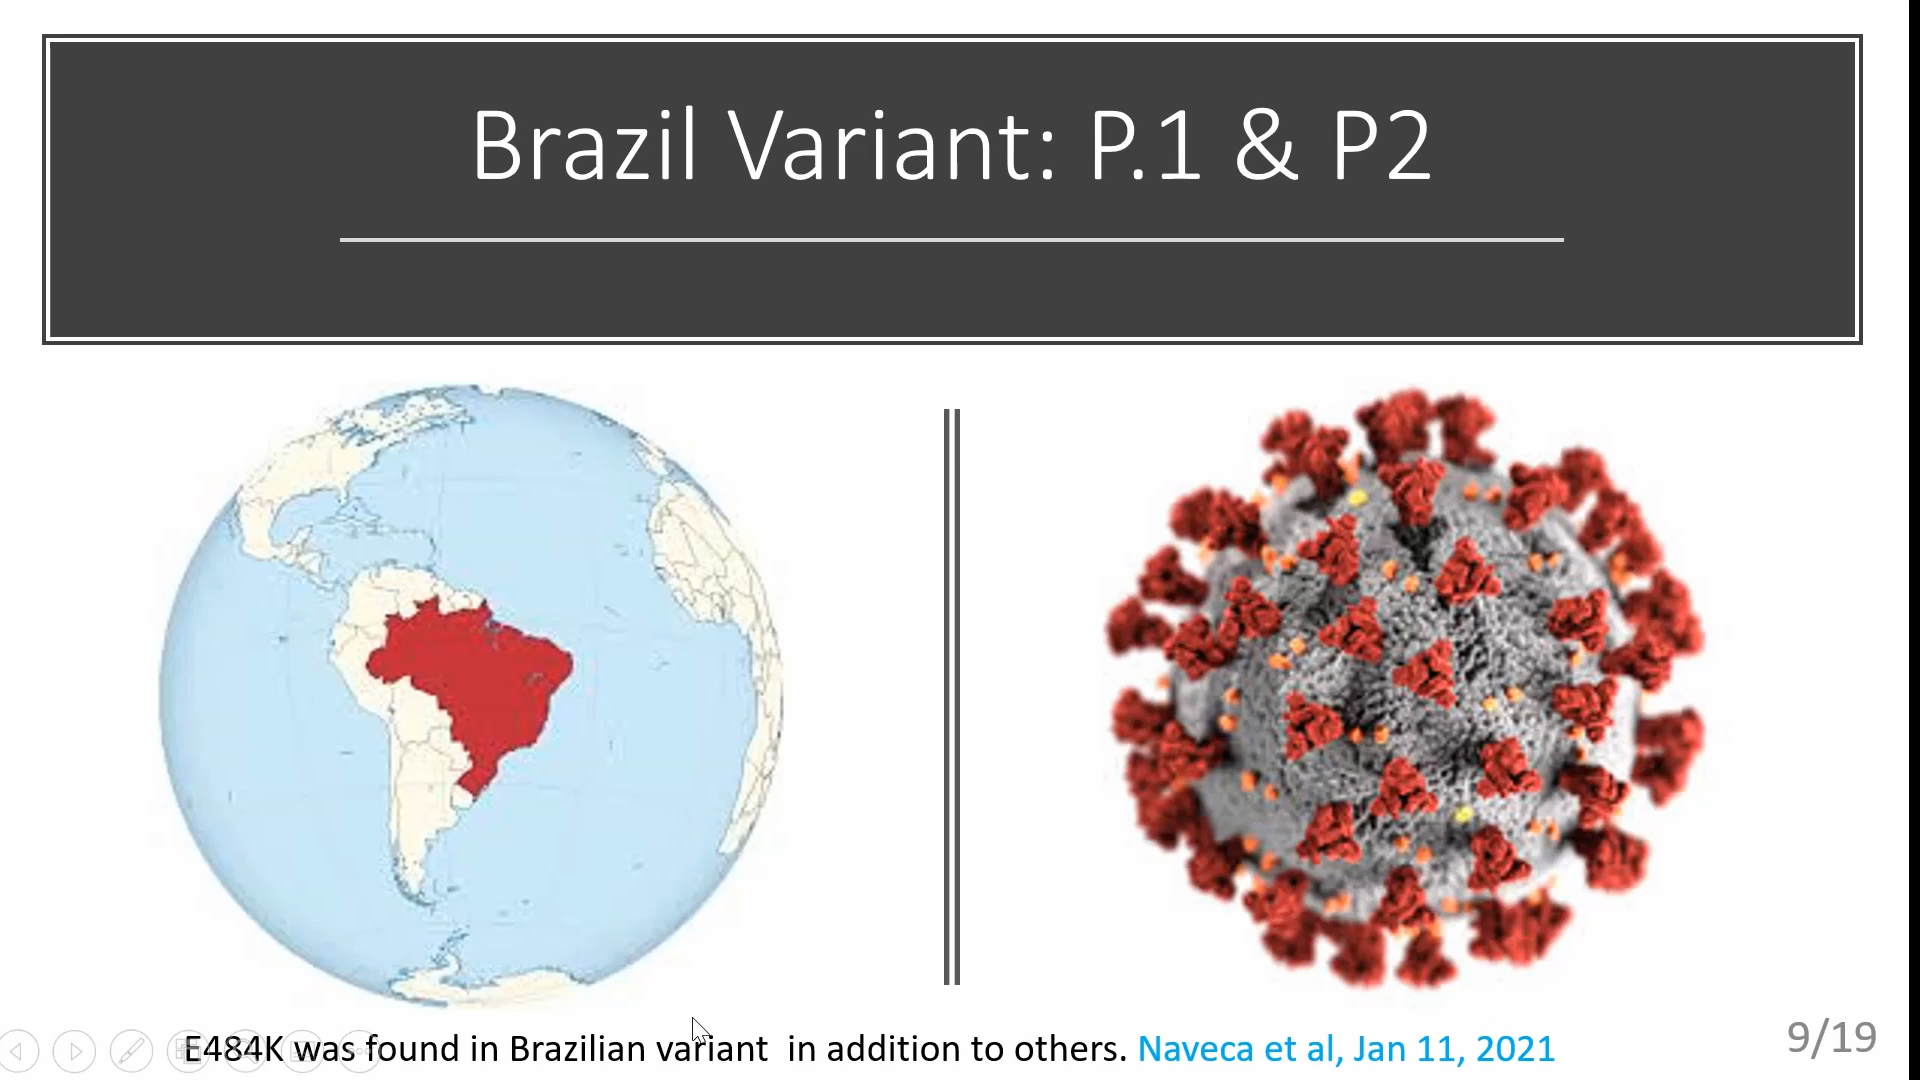 Brazil Variant: P.1 & P2
E484K was found in Brazilian variant in addition to others. Naveca et al, Jan 11, 2021
9/19